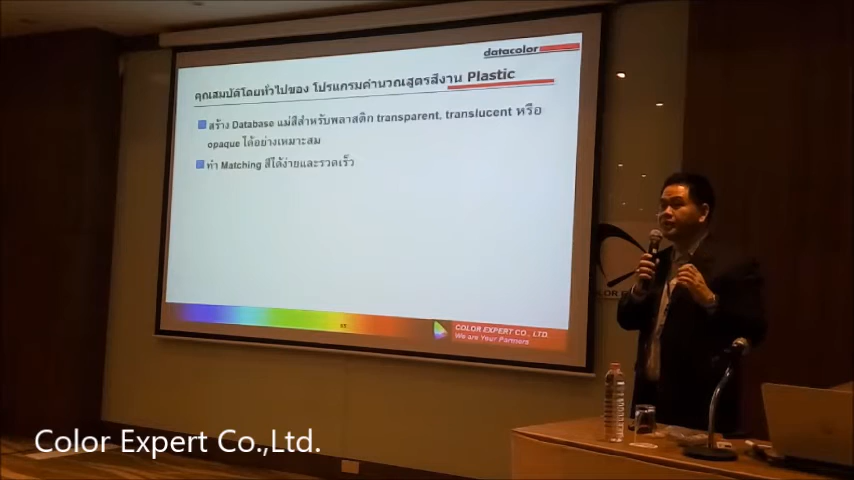 datacolor
คุณสมบัติโดยทั่วไปของ โปรแกรมคำนวณสูตรสีงาน Plastic
สร้าง Database แม่สีสำหรับพลาสติก transparent, translucent หรือ
opaque ได้อย่างเหมาะสม
ทำ Matching สีได้ง่ายและรวดเร็ว
COLOR EXPERT CO., LTD.
We are Your Partners
Color Expert Co.,Ltd.